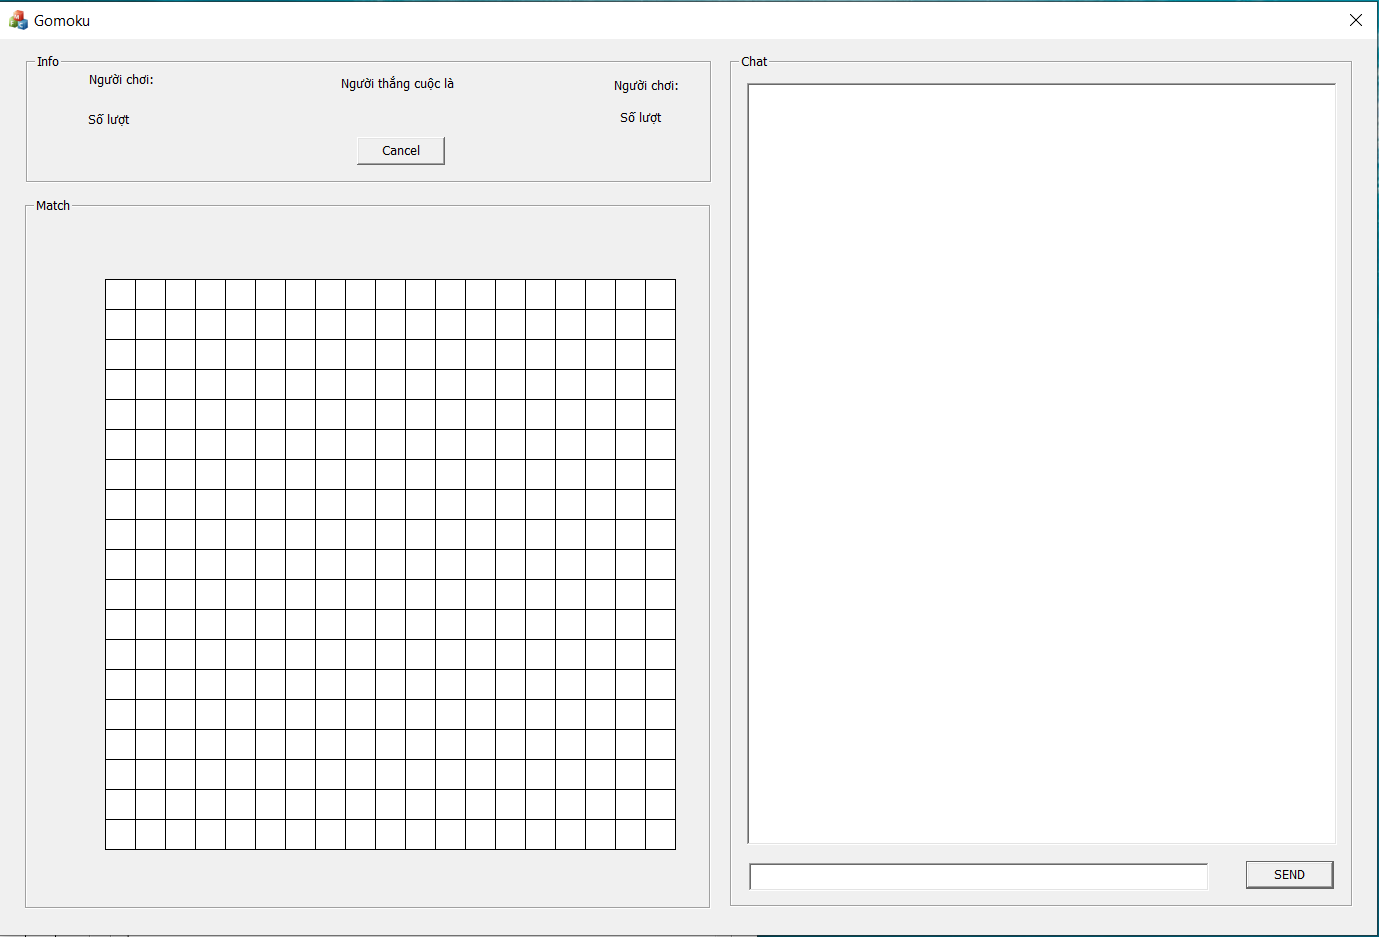 Gomoku
Info
Người chơi:
Người thắng cuộc là
Người chơi:
Số lượt
Số lượt
Cancel
Match
Chat
SEND